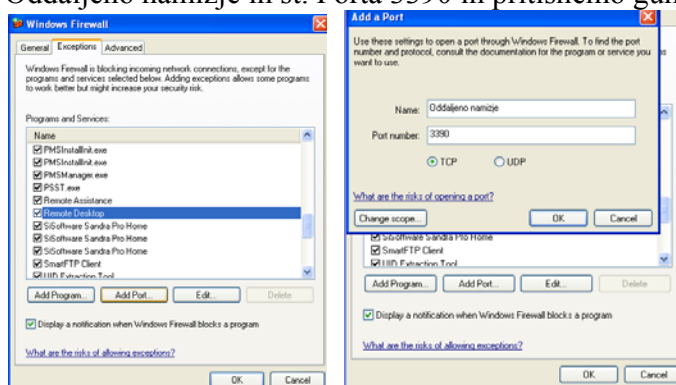 Oddaljeno namizje in št. Porta 3390 in pritisnemo gum
Windows Firewall
General
Exceptions
Advanced
Windows Firewall is blocking incoming network connections, except for the
programs and services selected below. Adding exceptions allows some programs
to work better but might increase your security risk.
Programs and Services:
Name
PMSInstallInit.exe
PMSInstallInit.exe
PMSManager.exe
PSST.exe
Remote Assistance
Remote Desktop
SiSoftware Sandra Pro Home
SiSoftware Sandra Pro Home
SiSoftware Sandra Pro Home
SmartFTP Client
UID Extraction Tool
Add Program...
Add Port...
Edit...
Delete
Display a notification when Windows Firewall blocks a program
What are the risks of allowing exceptions?
OK
Cancel
Add a Port
Use these settings to open a port through Windows Firewall. To find the port
number and protocol, consult the documentation for the program or service you
want to use.
Name:
Oddaljeno namizje
Port number:
3390
TCP
UDP
What are the risks of opening a port?
Change scope...
OK
Cancel
SiSoftware Sandra Pro Home
SmartFTP Client
UID Extraction Tool
Add Program...
Add Port...
Edit...
Delete
Display a notification when Windows Firewall blocks a program
What are the risks of allowing exceptions?
OK
Cancel